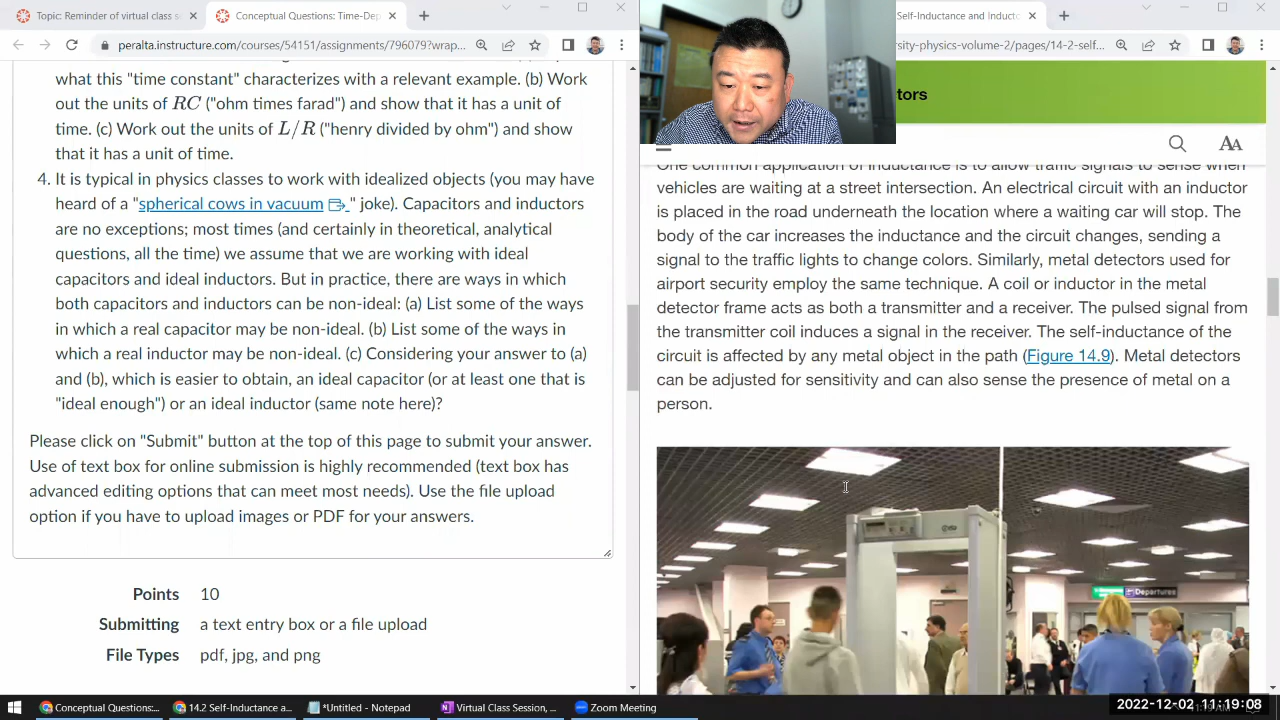 Topic: Reminder of virtual class s
Conceptual Questions: Time-Dep
Self-Inductance and Inducto
peralta.instructure.com/courses/54151/assignments/796079?wrap...
rsity-physics-volume-2/pages/14-2-self...
what this "time constant" characterizes with a relevant example. (b) Work
out the units of RC ("ohm times farad") and show that it has a unit of
time. (c) Work out the units of L/R ("henry divided by ohm") and show
that it has a unit of time.
4. It is typical in physics classes to work with idealized objects (you may have
heard of a "spherical cows in vacuum " joke). Capacitors and inductors
are no exceptions; most times (and certainly in theoretical, analytical
questions, all the time) we assume that we are working with ideal
capacitors and ideal inductors. But in practice, there are ways in which
both capacitors and inductors can be non-ideal: (a) List some of the ways
in which a real capacitor may be non-ideal. (b) List some of the ways in
which a real inductor may be non-ideal. (c) Considering your answer to (a)
and (b), which is easier to obtain, an ideal capacitor (or at least one that is
"ideal enough") or an ideal inductor (same note here)?
Please click on "Submit" button at the top of this page to submit your answer.
Use of text box for online submission is highly recommended (text box has
advanced editing options that can meet most needs). Use the file upload
option if you have to upload images or PDF for your answers.
Points 10
Submitting a text entry box or a file upload
File Types pdf, jpg, and png
tors
AA
One common application of inductance is to allow traffic signals to sense when
vehicles are waiting at a street intersection. An electrical circuit with an inductor
is placed in the road underneath the location where a waiting car will stop. The
body of the car increases the inductance and the circuit changes, sending a
signal to the traffic lights to change colors. Similarly, metal detectors used for
airport security employ the same technique. A coil or inductor in the metal
detector frame acts as both a transmitter and a receiver. The pulsed signal from
the transmitter coil induces a signal in the receiver. The self-inductance of the
circuit is affected by any metal object in the path (Figure 14.9). Metal detectors
can be adjusted for sensitivity and can also sense the presence of metal on a
person.
Departures
Conceptual Questions:...
14.2 Self-Inductance a...
*Untitled - Notepad
Virtual Class Session, ...
Zoom Meeting
2022-12-02 11:19:08